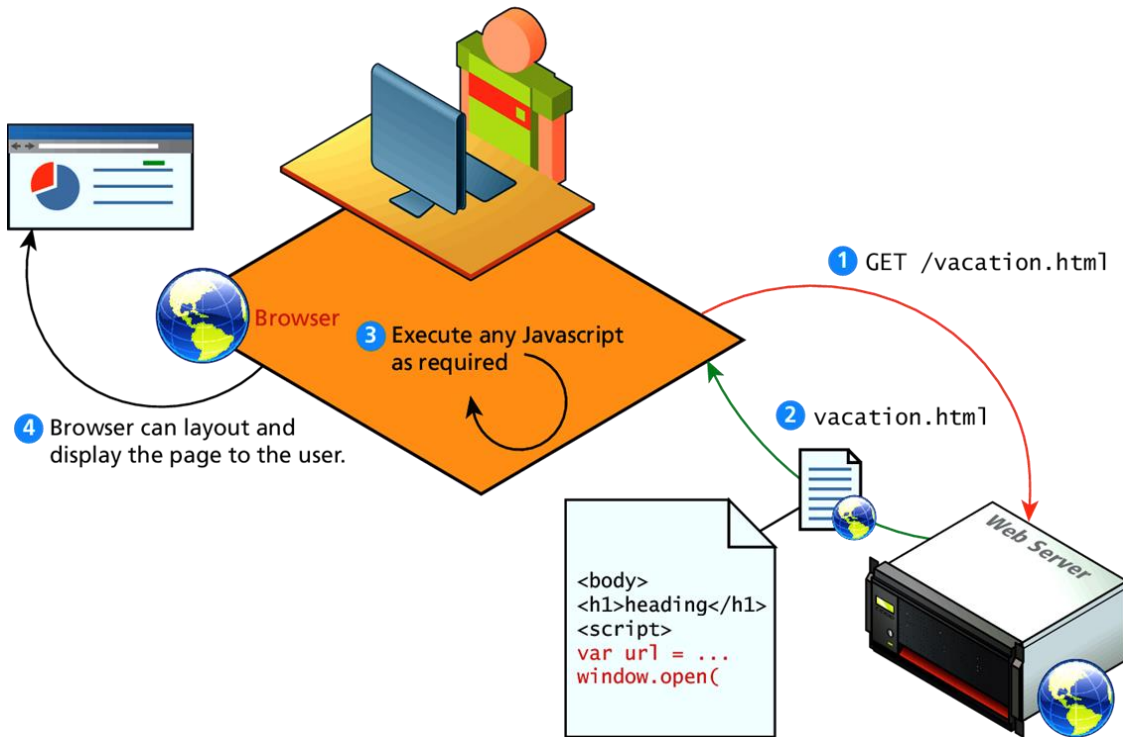 1 GET /vacation.html
Browser
3 Execute any Javascript
as required
2 vacation.html
4 Browser can layout and
display the page to the user.
Web Server
<body>
<h1>heading</h1>
<script>
var url = ...
window.open(